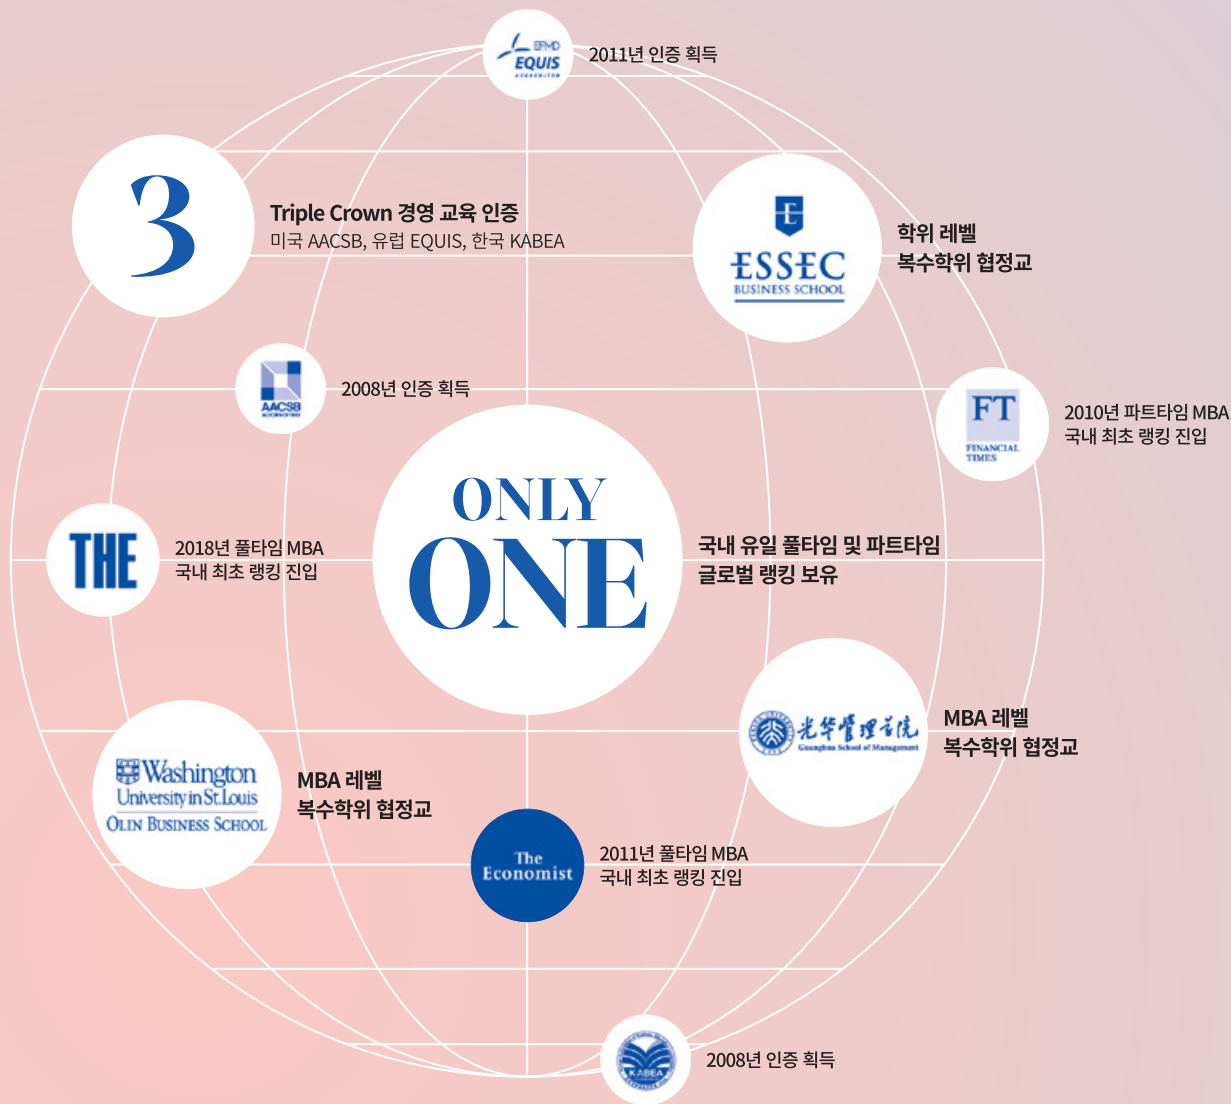 EFMD
EQUIS
ACCREDITED
2011년 인증 획득
3
Triple Crown 경영 교육 인증
미국 AACSB, 유럽 EQUIS, 한국 KABEA
ESSEC
BUSINESS SCHOOL
학위 레벨
복수학위 협정교
AACSB
ACCREDITED
2008년 인증 획득
FT
FINANCIAL
TIMES
2010년 파트타임 MBA
국내 최초 랭킹 진입
ONLY
ONE
국내 유일 풀타임 및 파트타임
글로벌 랭킹 보유
THE
2018년 풀타임 MBA
국내 최초 랭킹 진입
光华管理学院
Guanghua School of Management
MBA 레벨
복수학위 협정교
Washington
University in St.Louis
OLIN BUSINESS SCHOOL
MBA 레벨
복수학위 협정교
The
Economist
2011년 풀타임 MBA
국내 최초 랭킹 진입
KABEA
2008년 인증 획득